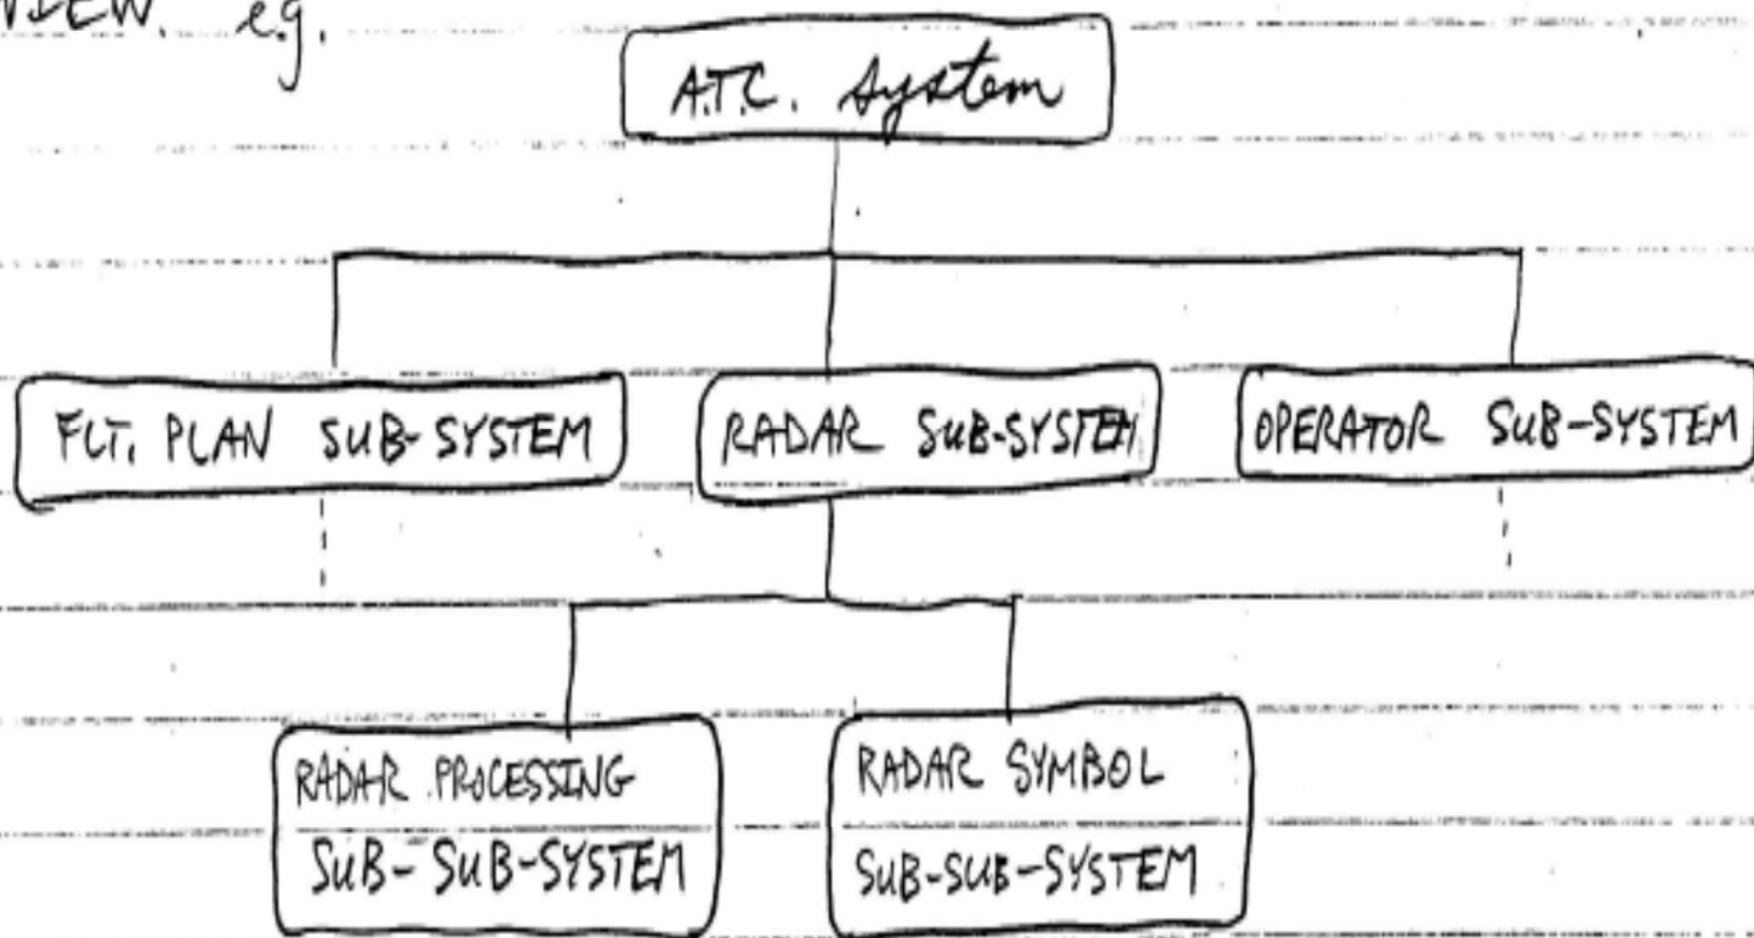 e.g.
A.T.C. System
FLT. PLAN SUB-SYSTEM
RADAR SUB-SYSTEM
OPERATOR SUB-SYSTEM
RADAR PROCESSING
SUB-SUB-SYSTEM
RADAR SYMBOL
SUB-SUB-SYSTEM